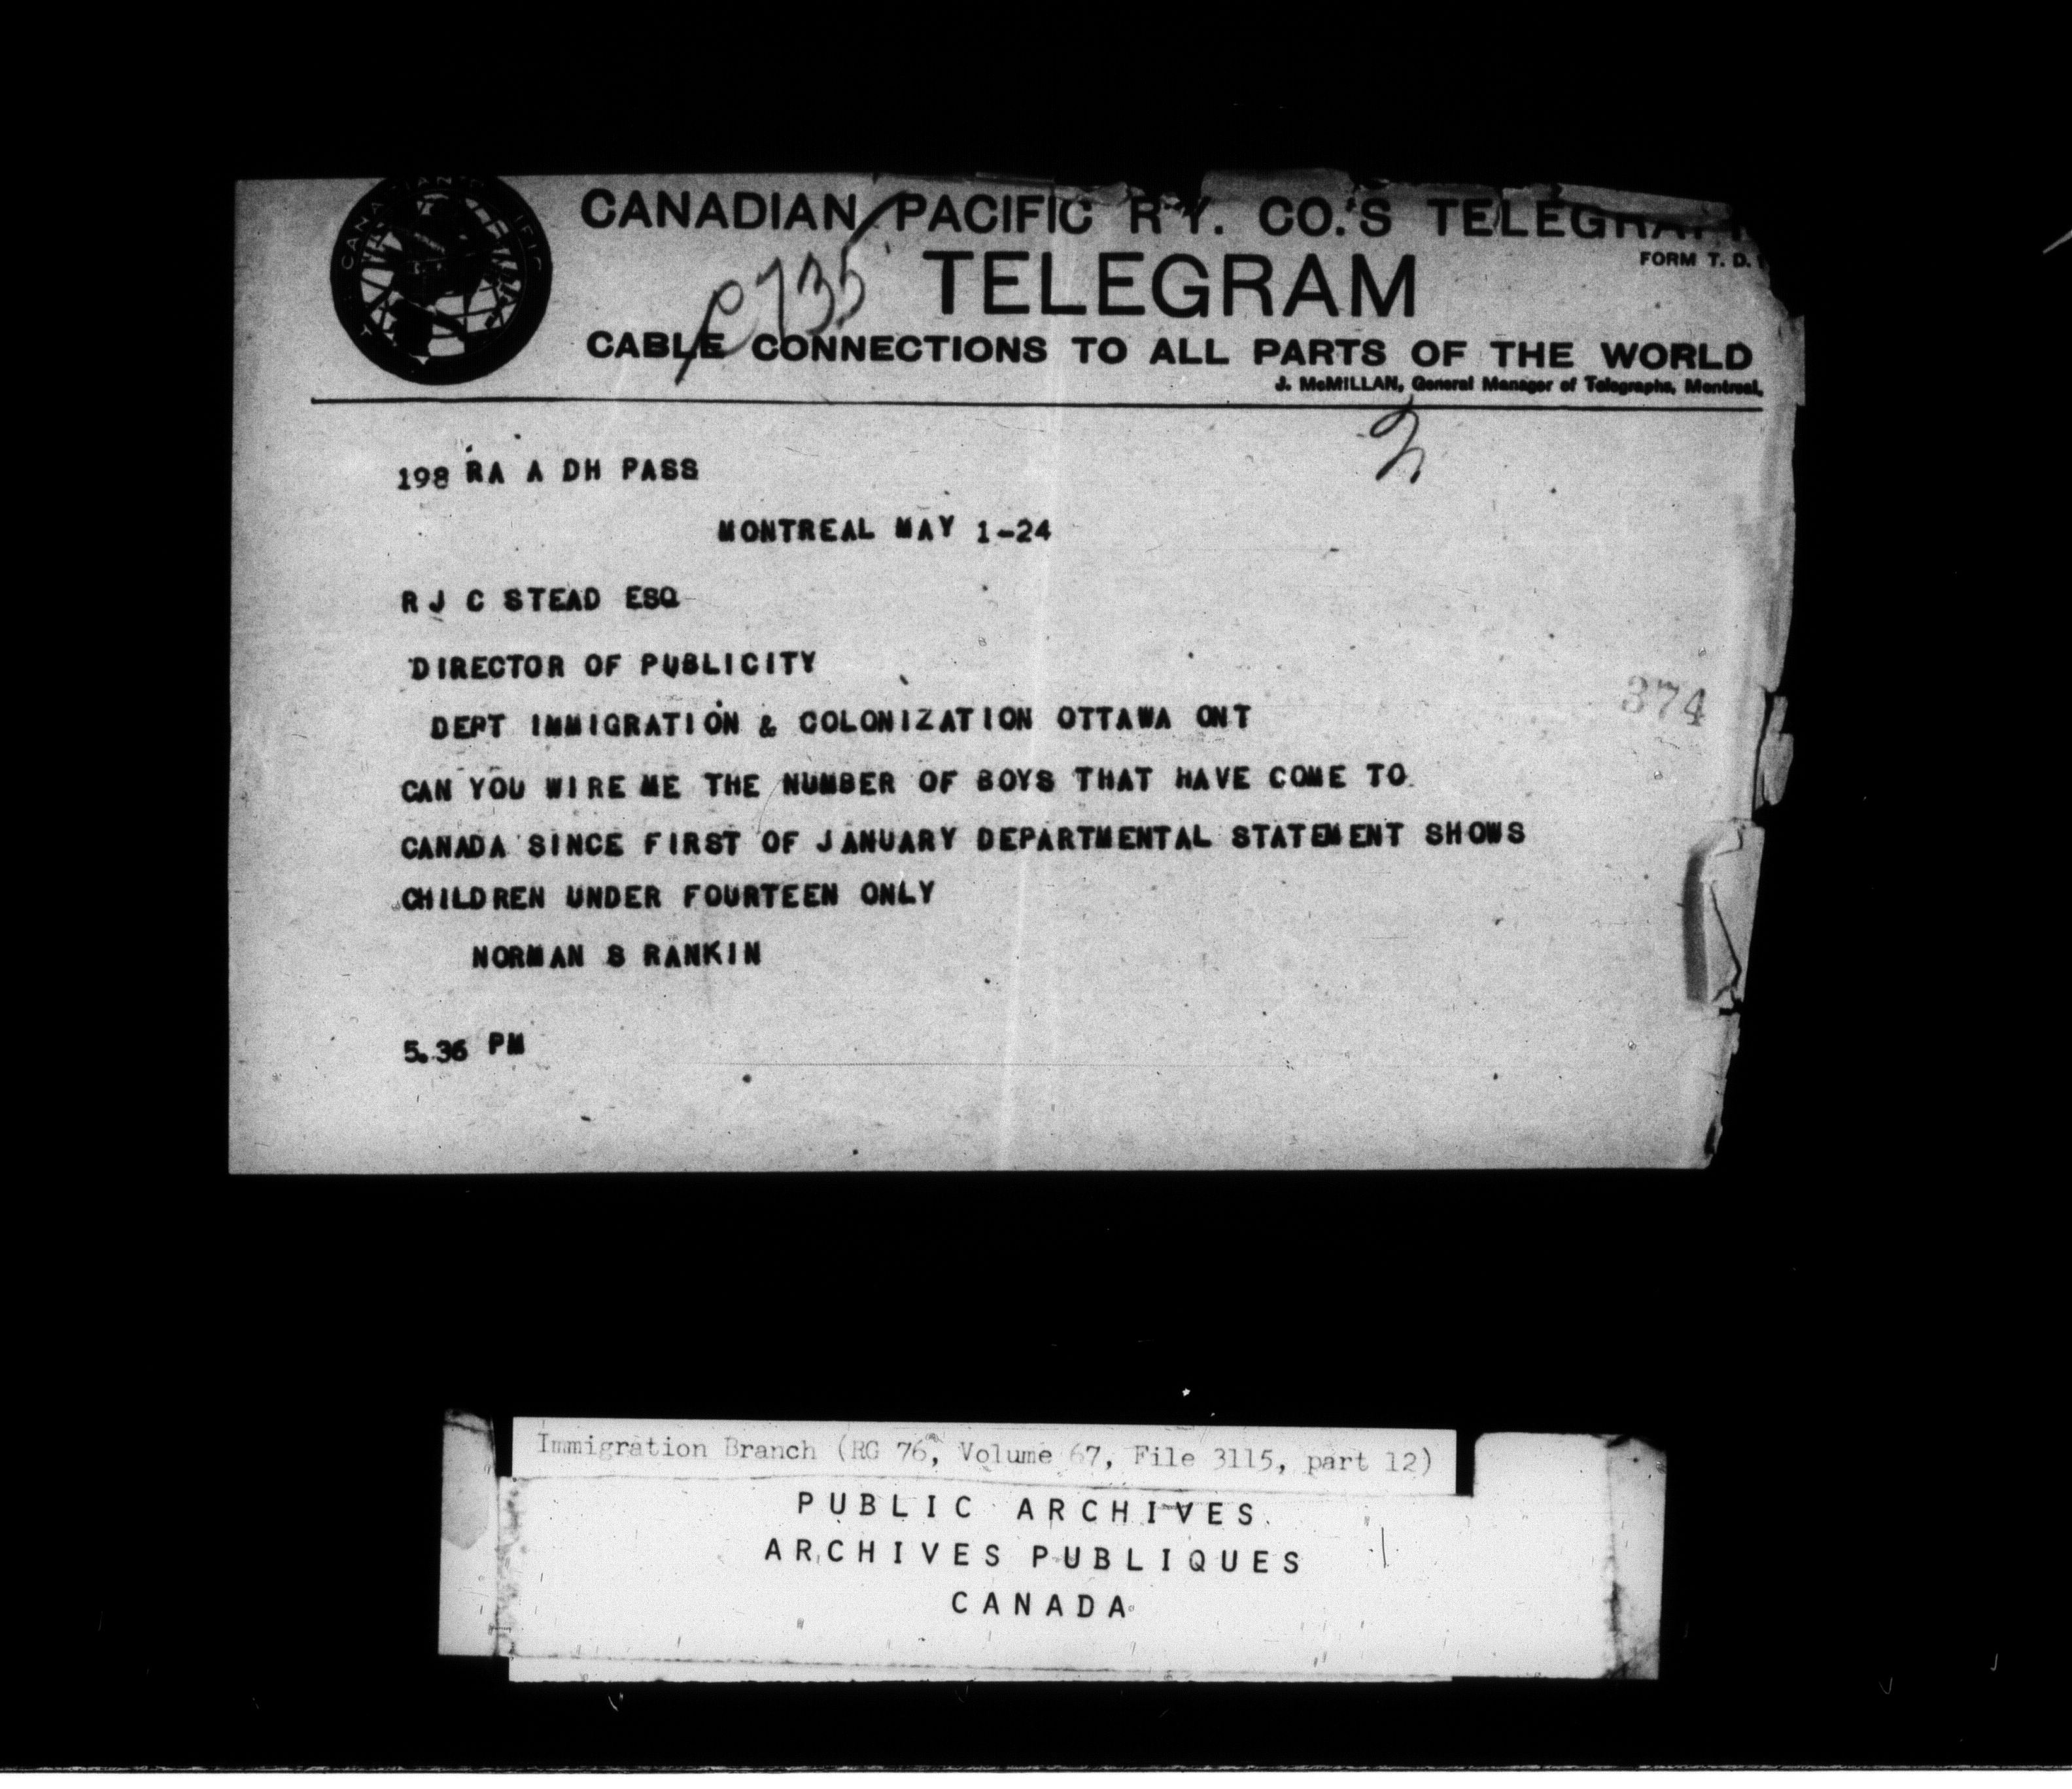 CANADIAN PACIFIC R'Y. CO.'S TELEGRAPH
TELEGRAM
FORM T. D.
CABLE CONNECTIONS TO ALL PARTS OF THE WORLD
J. McMILLAN, General Manager of Telegraphs, Montreal.
198 RA A DH PASS
MONTREAL MAY 1-24
R J C STEAD ESQ
DIRECTOR OF PUBLICITY
374
DEPT IMMIGRATION & COLONIZATION OTTAWA ONT
CAN YOU WIRE ME THE NUMBER OF BOYS THAT HAVE COME TO
CANADA SINCE FIRST OF JANUARY DEPARTMENTAL STATEMENT SHOWS
CHILDREN UNDER FOURTEEN ONLY
NORMAN S RANKIN
5.36 PM
Immigration Branch (RG 76, Volume 67, File 3115, part 12)
PUBLIC ARCHIVES
ARCHIVES PUBLIQUES
CANADA